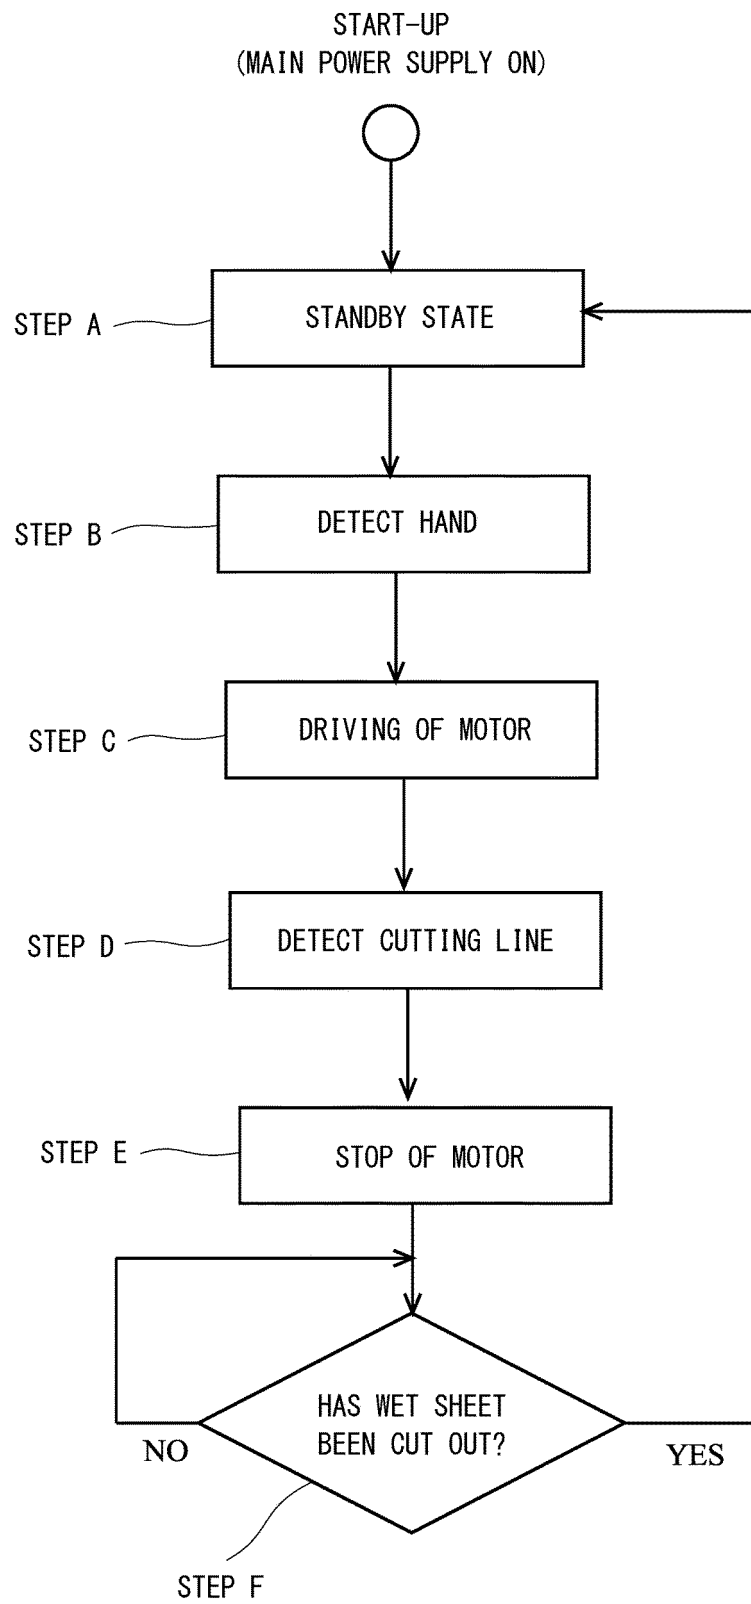 START-UP
(MAIN POWER SUPPLY ON)
STEP A
STANDBY STATE
STEP B
DETECT HAND
STEP C
DRIVING OF MOTOR
STEP D
DETECT CUTTING LINE
STEP E
STOP OF MOTOR
HAS WET SHEET
BEEN CUT OUT?
NO
YES
STEP F